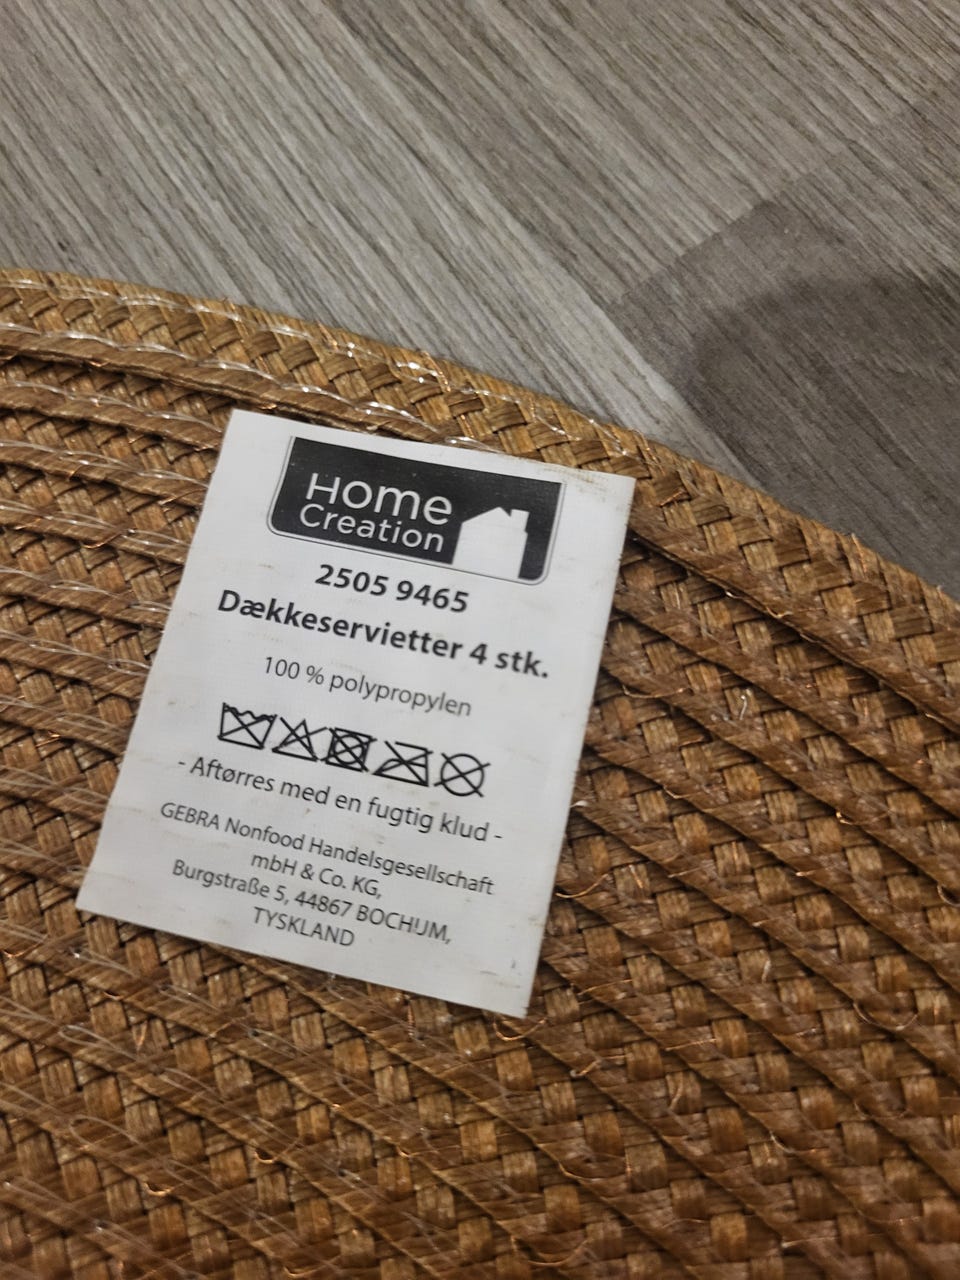 Home
Creation
2505 9465
Dækkeservietter 4 stk.
100 % polypropylen
- Aftørres med en fugtig klud -
GEBRA Nonfood Handelsgesellschaft
mbH & Co. KG,
Burgstraße 5, 44867 BOCHUM,
TYSKLAND